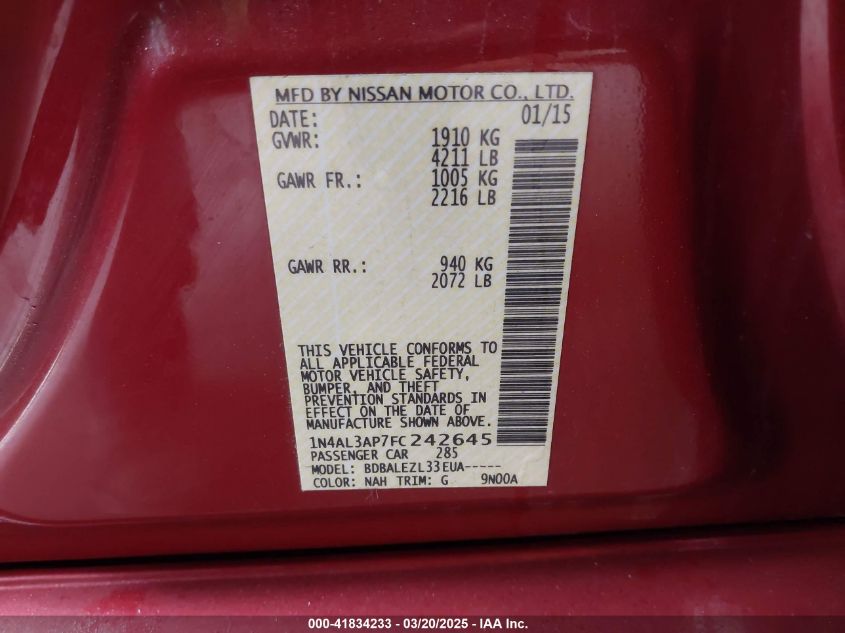 MFD BY NISSAN MOTOR CO., LTD.
DATE: 01/15
GVWR: 1910 KG
4211 LB
GAWR FR.: 1005 KG
2216 LB
GAWR RR.: 940 KG
2072 LB
THIS VEHICLE CONFORMS TO
ALL APPLICABLE FEDERAL
MOTOR VEHICLE SAFETY,
BUMPER, AND THEFT
PREVENTION STANDARDS IN
EFFECT ON THE DATE OF
MANUFACTURE SHOWN ABOVE.
1N4AL3AP7FC242645
PASSENGER CAR 285
MODEL: BDBALEZL33EUA-----
COLOR: NAH TRIM: G 9N00A
000-41834233 - 03/20/2025 - IAA Inc.